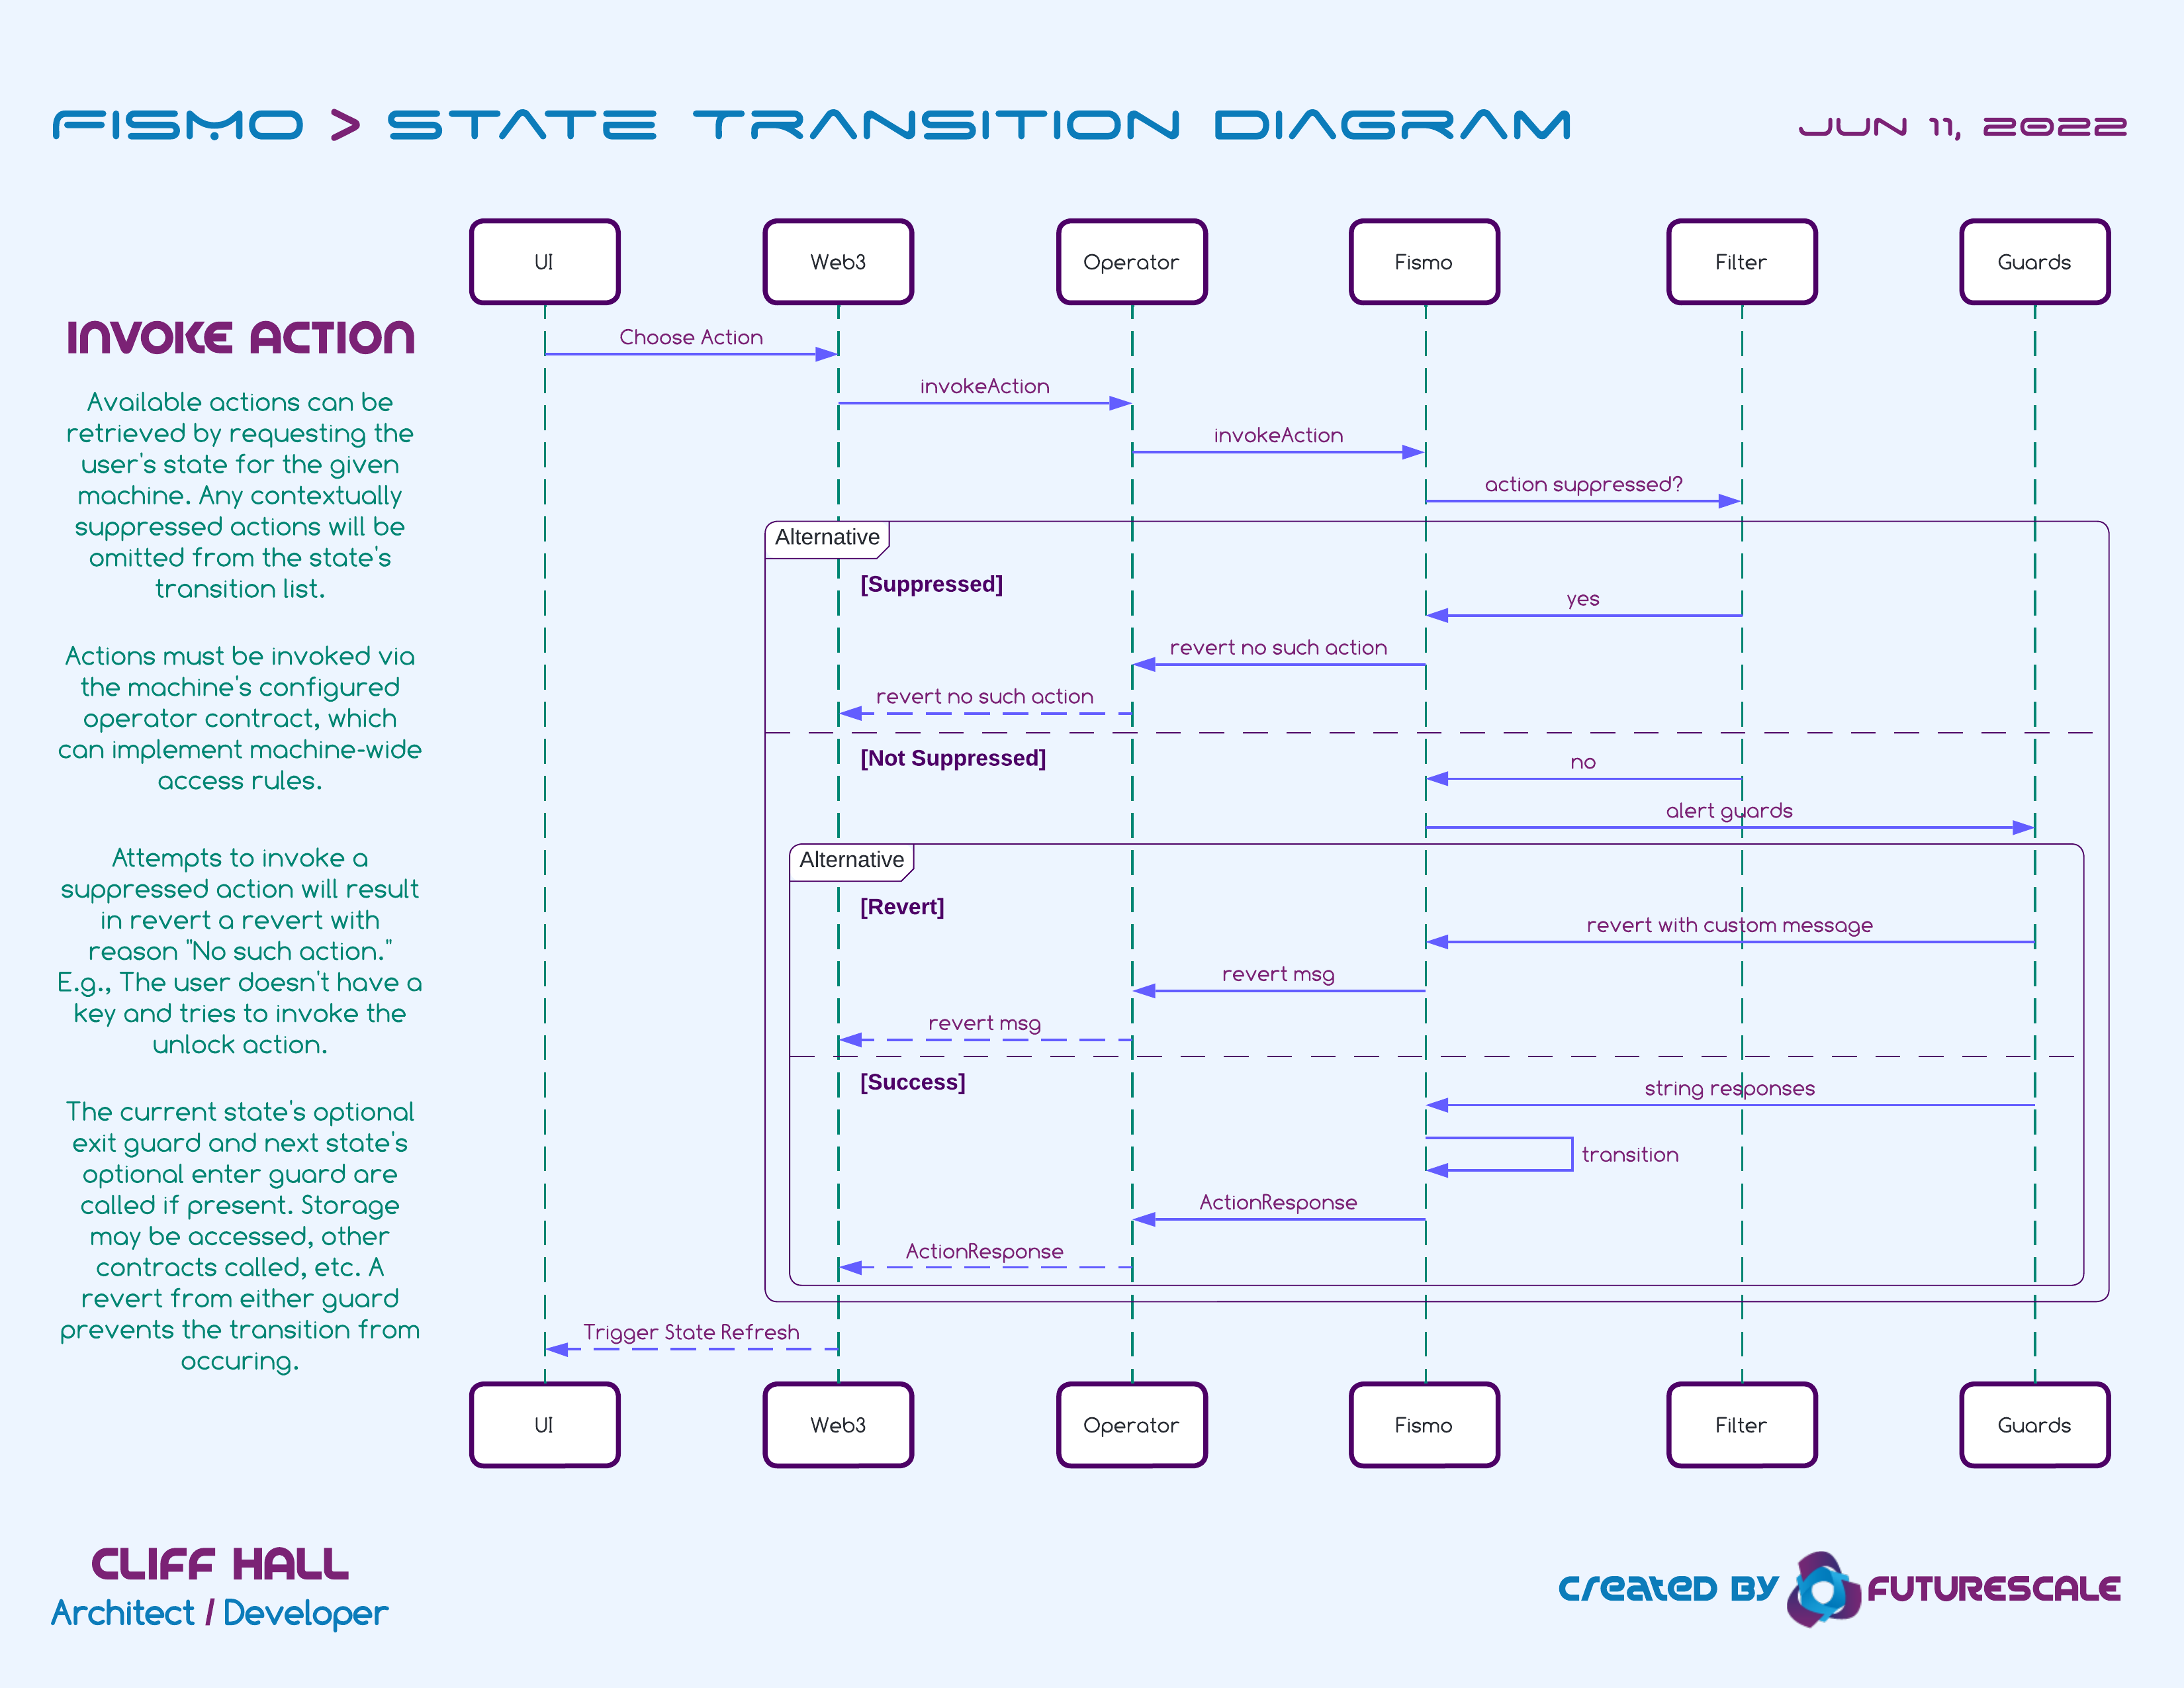 FISMO > STATE TRANSITION DIAGRAM
JUN 11, 2022
UI
Web3
Operator
Fismo
Filter
Guards
INVOKE ACTION
Available actions can be
retrieved by requesting the
user's state for the given
machine. Any contextually
suppressed actions will be
omitted from the state's
transition list.
Actions must be invoked via
the machine's configured
operator contract, which
can implement machine-wide
access rules.
Attempts to invoke a
suppressed action will result
in revert a revert with
reason "No such action."
E.g., The user doesn't have a
key and tries to invoke the
unlock action.
The current state's optional
exit guard and next state's
optional enter guard are
called if present. Storage
may be accessed, other
contracts called, etc. A
revert from either guard
prevents the transition from
occuring.
Choose Action
invokeAction
invokeAction
action suppressed?
Alternative
[Suppressed]
yes
revert no such action
revert no such action
[Not Suppressed]
no
alert guards
Alternative
[Revert]
revert with custom message
revert msg
revert msg
[Success]
string responses
transition
ActionResponse
ActionResponse
Trigger State Refresh
UI
Web3
Operator
Fismo
Filter
Guards
CLIFF HALL
Architect / Developer
CREATED BY FUTURESCALE